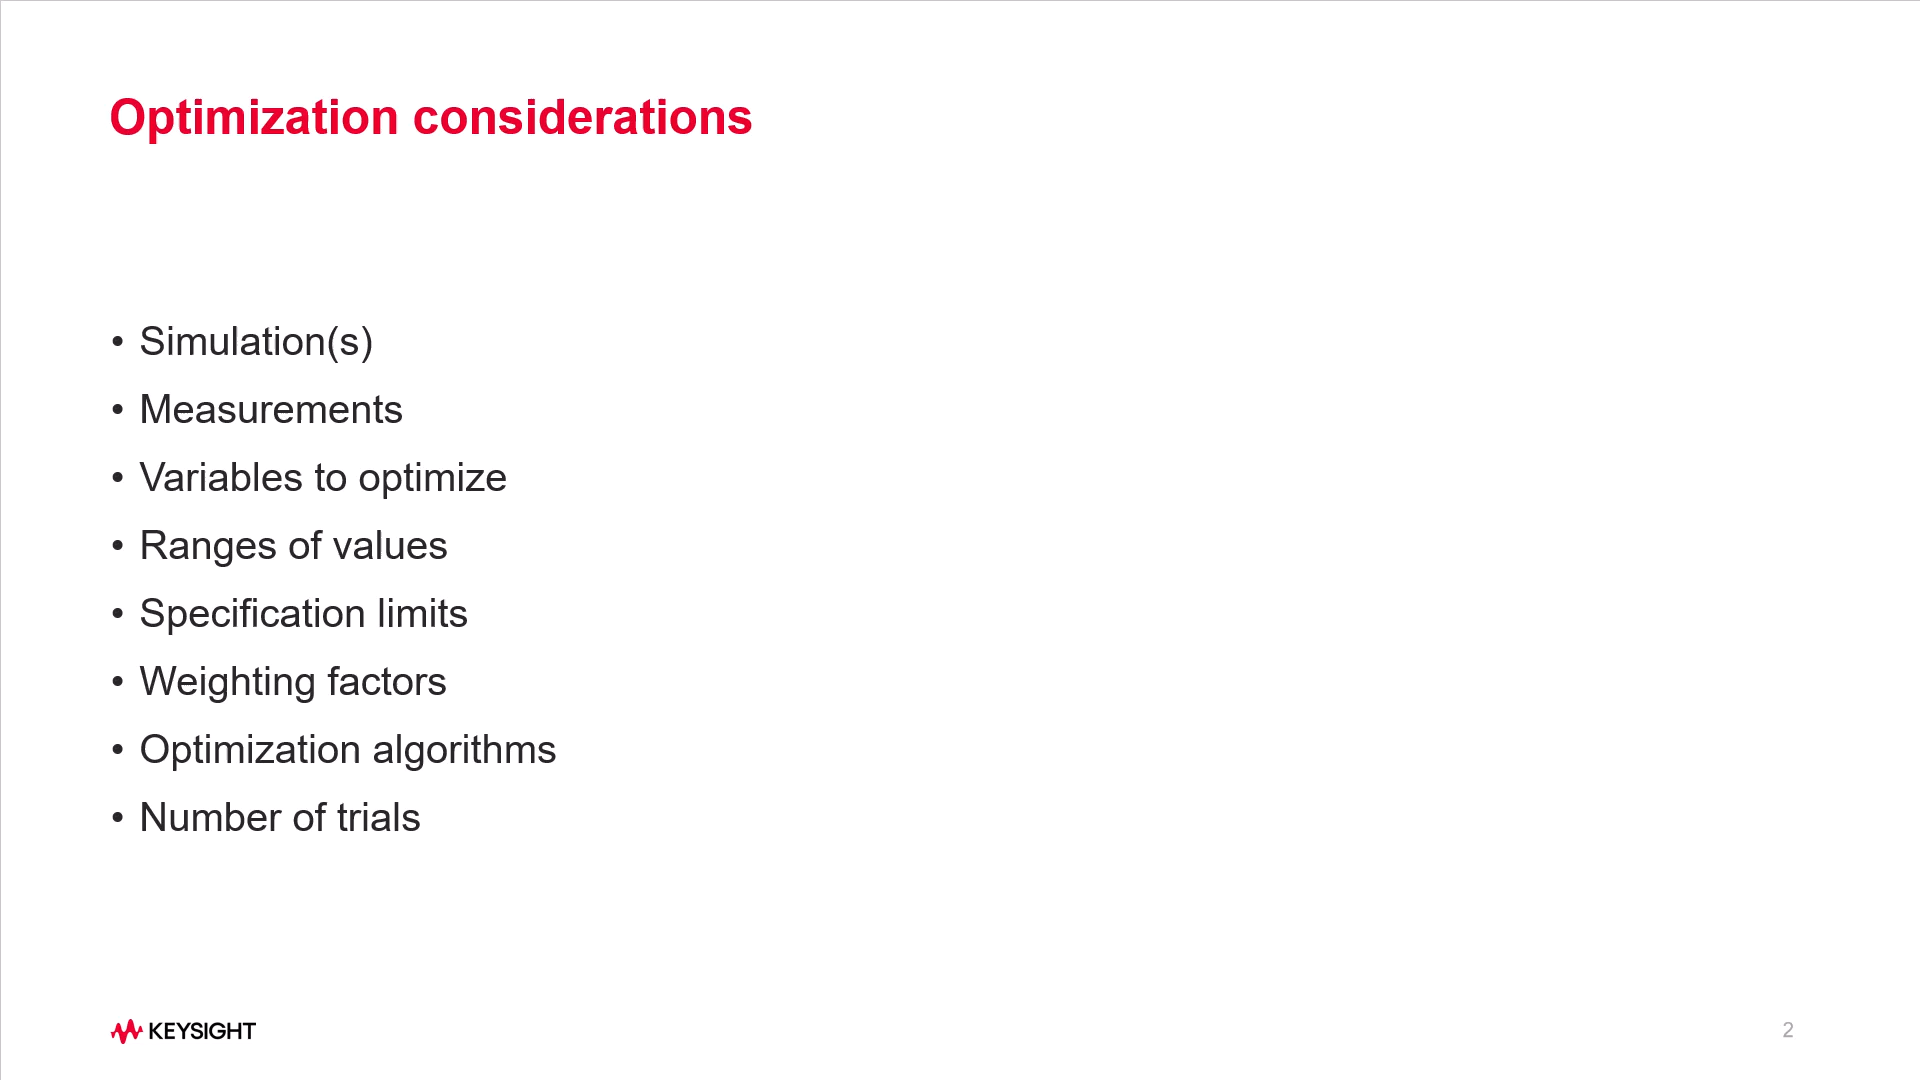 Optimization considerations
• Simulation(s)
• Measurements
• Variables to optimize
• Ranges of values
• Specification limits
• Weighting factors
• Optimization algorithms
• Number of trials
KEYSIGHT
2